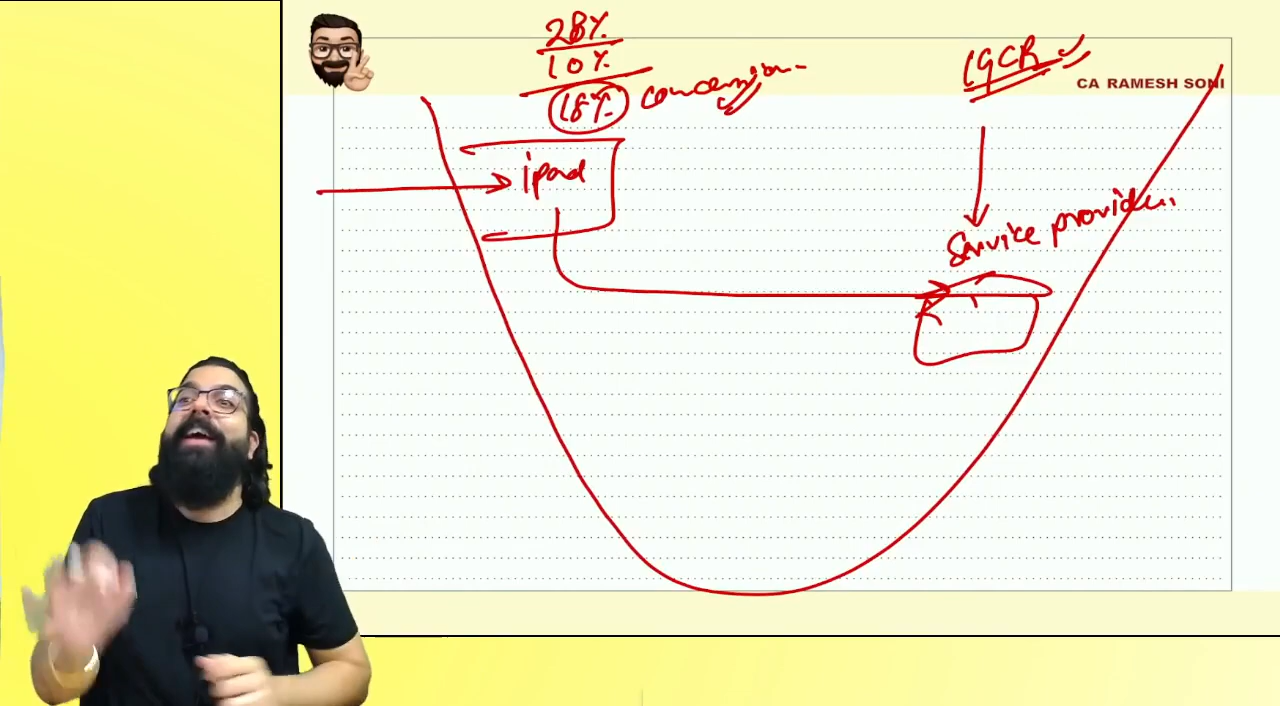 28%
10%
18% concession
IGCR
CA RAMESH SONI
ipad
Service provider.